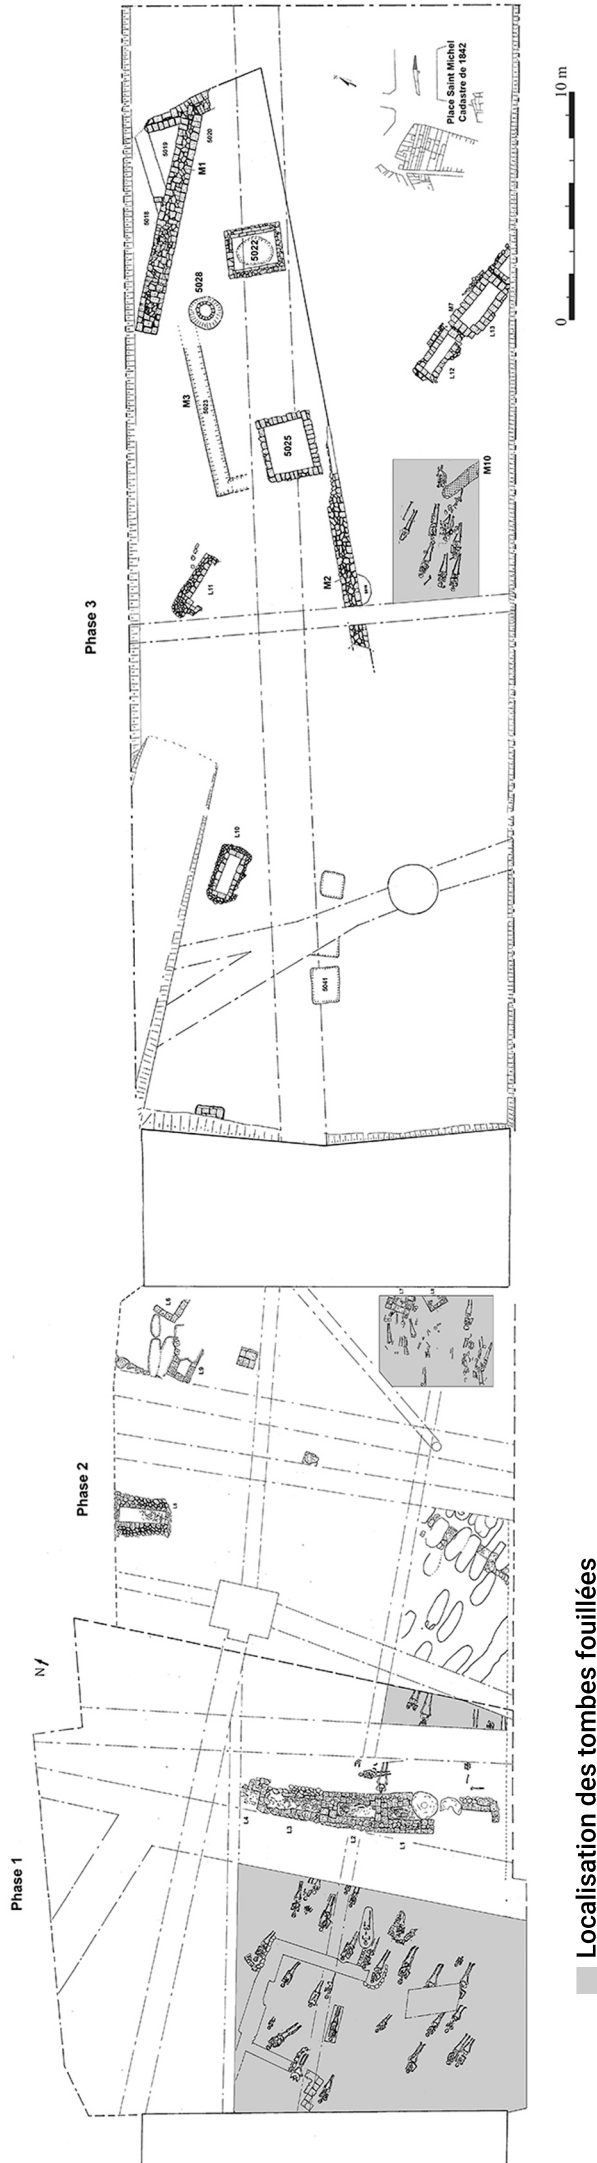 Place Saint Michel
Cadastre de 1842
10 m
0
5019
5020
5018
M1
5022
5028
M7
L13
L12
M3
5023
5025
M10
M2
L11
Phase 3
L10
5041
L6
L9
L7
L8
Phase 2
L5
N
Phase 1
L4
L3
L2
L1
Localisation des tombes fouillées